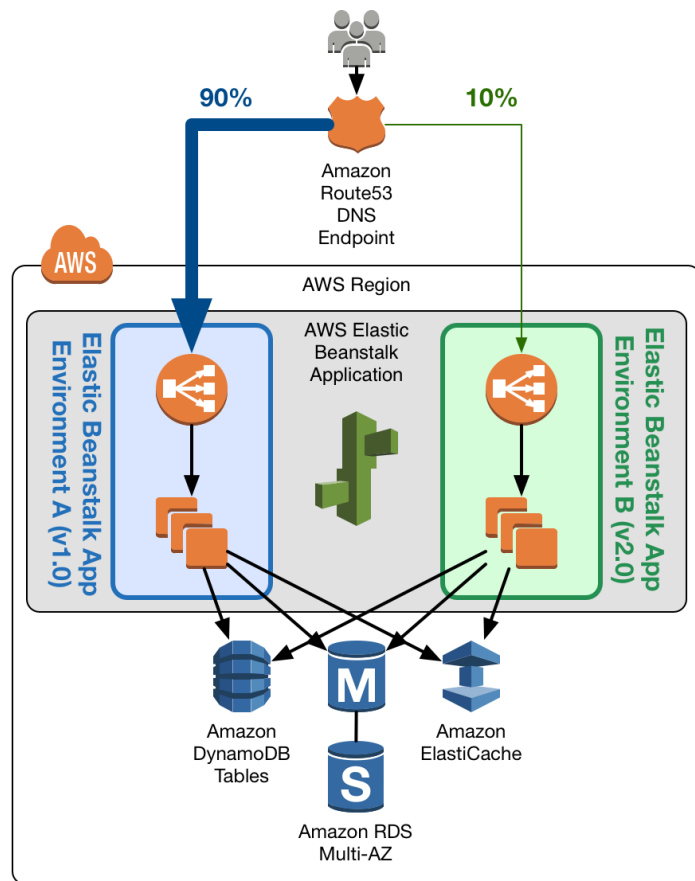 90%
10%
Amazon
Route53
DNS
Endpoint
AWS
AWS Region
Elastic Beanstalk App
Environment A (v1.0)
AWS Elastic
Beanstalk
Application
Elastic Beanstalk App
Environment B (v2.0)
Amazon
DynamoDB
Tables
M
S
Amazon RDS
Multi-AZ
Amazon
ElastiCache